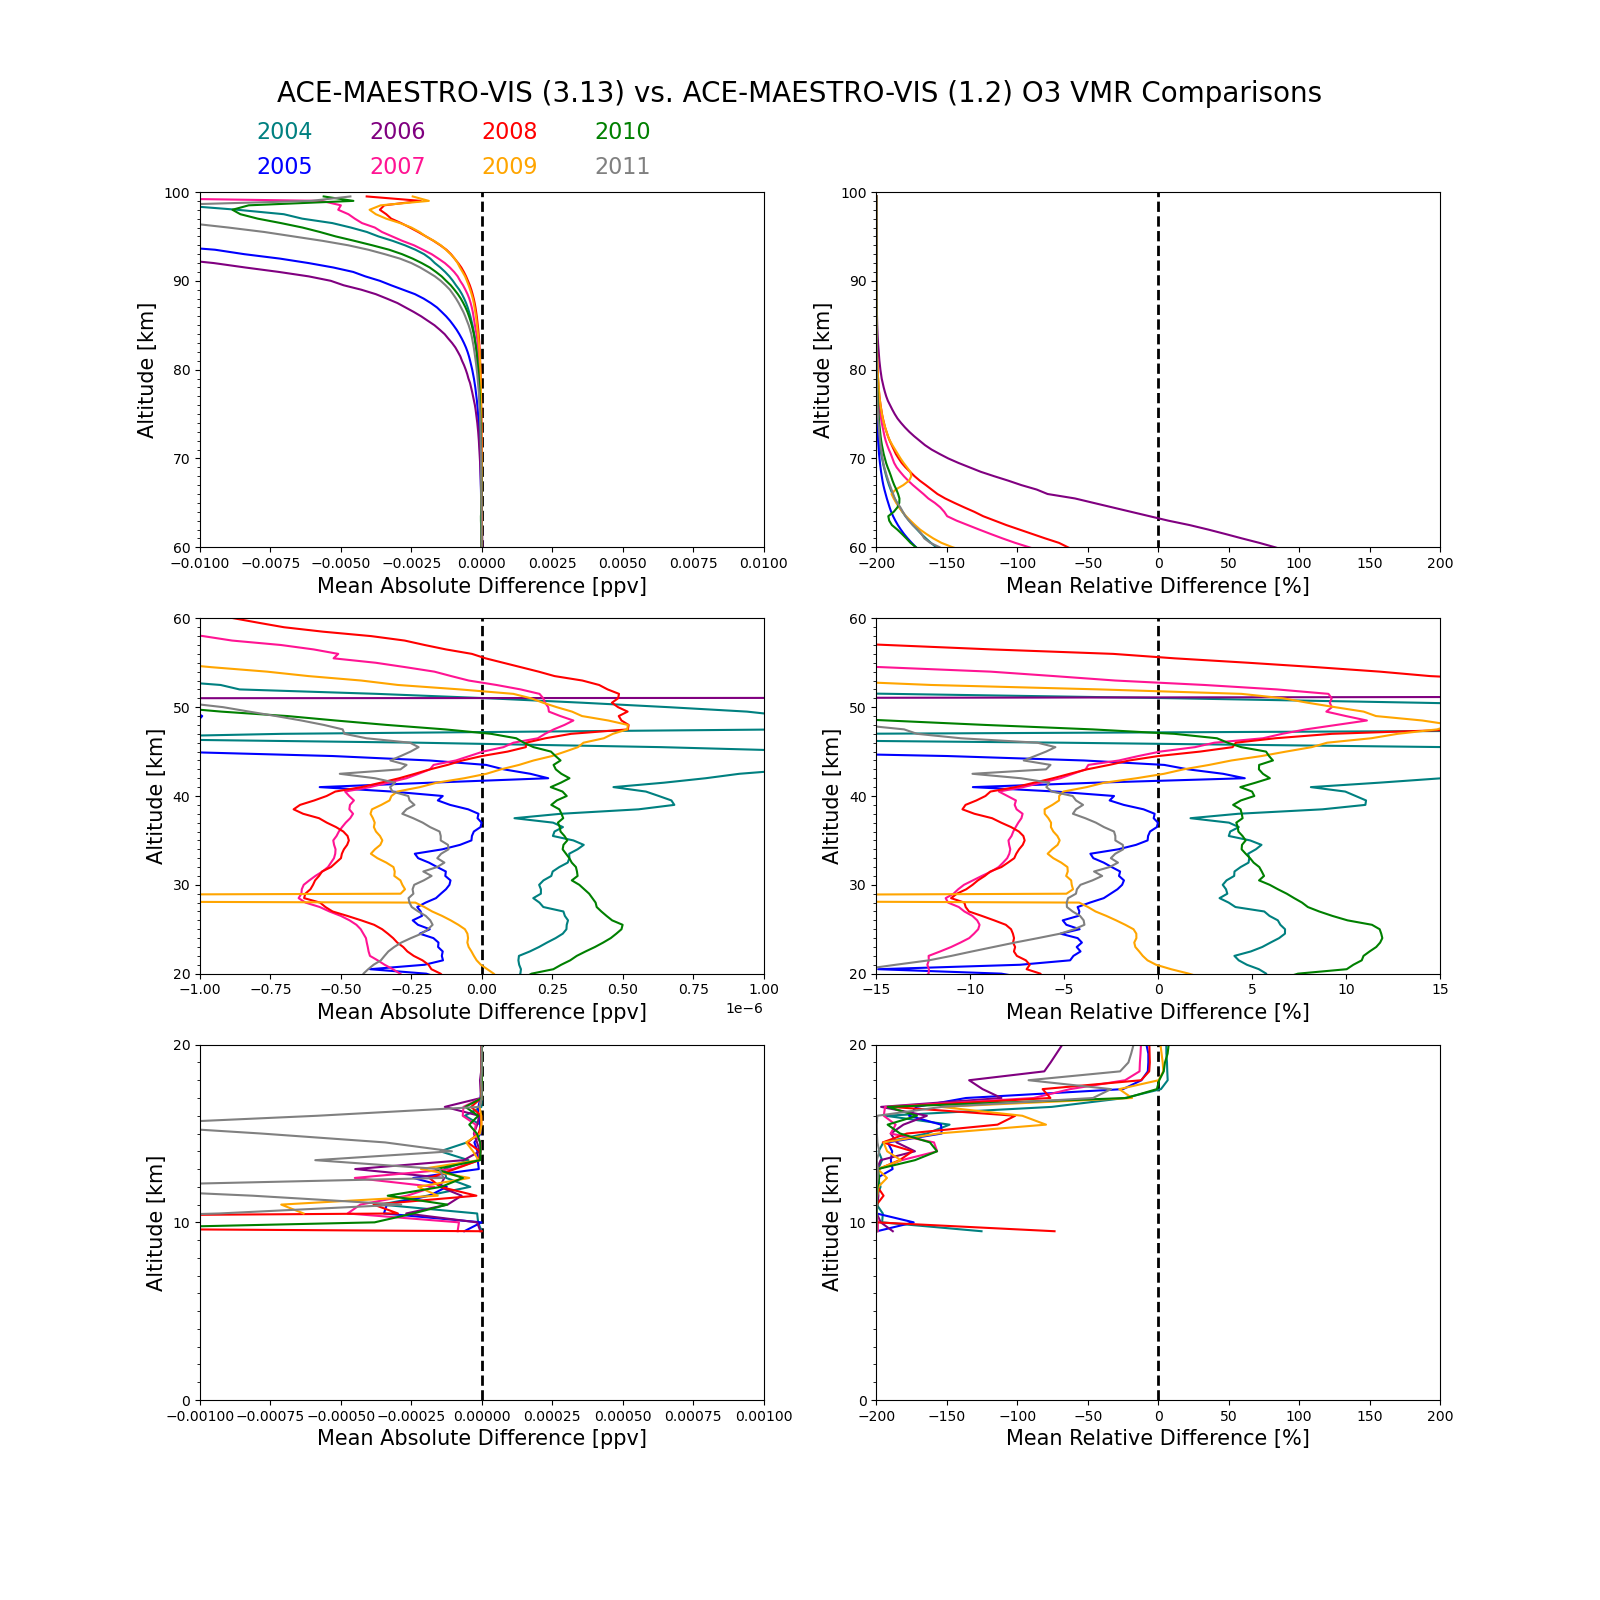 ACE-MAESTRO-VIS (3.13) vs. ACE-MAESTRO-VIS (1.2) O3 VMR Comparisons
2004 2006 2008 2010
2005 2007 2009 2011
100 90 80 70 60
Altitude [km]
−0.0100 −0.0075 −0.0050 −0.0025 0.0000 0.0025 0.0050 0.0075 0.0100
Mean Absolute Difference [ppv]
100 90 80 70 60
Altitude [km]
−200 −150 −100 −50 0 50 100 150 200
Mean Relative Difference [%]
60 50 40 30 20
Altitude [km]
−1.00 −0.75 −0.50 −0.25 0.00 0.25 0.50 0.75 1.00
1e−6
Mean Absolute Difference [ppv]
60 50 40 30 20
Altitude [km]
−15 −10 −5 0 5 10 15
Mean Relative Difference [%]
20 10 0
Altitude [km]
−0.00100 −0.00075 −0.00050 −0.00025 0.00000 0.00025 0.00050 0.00075 0.00100
Mean Absolute Difference [ppv]
20 10 0
Altitude [km]
−200 −150 −100 −50 0 50 100 150 200
Mean Relative Difference [%]